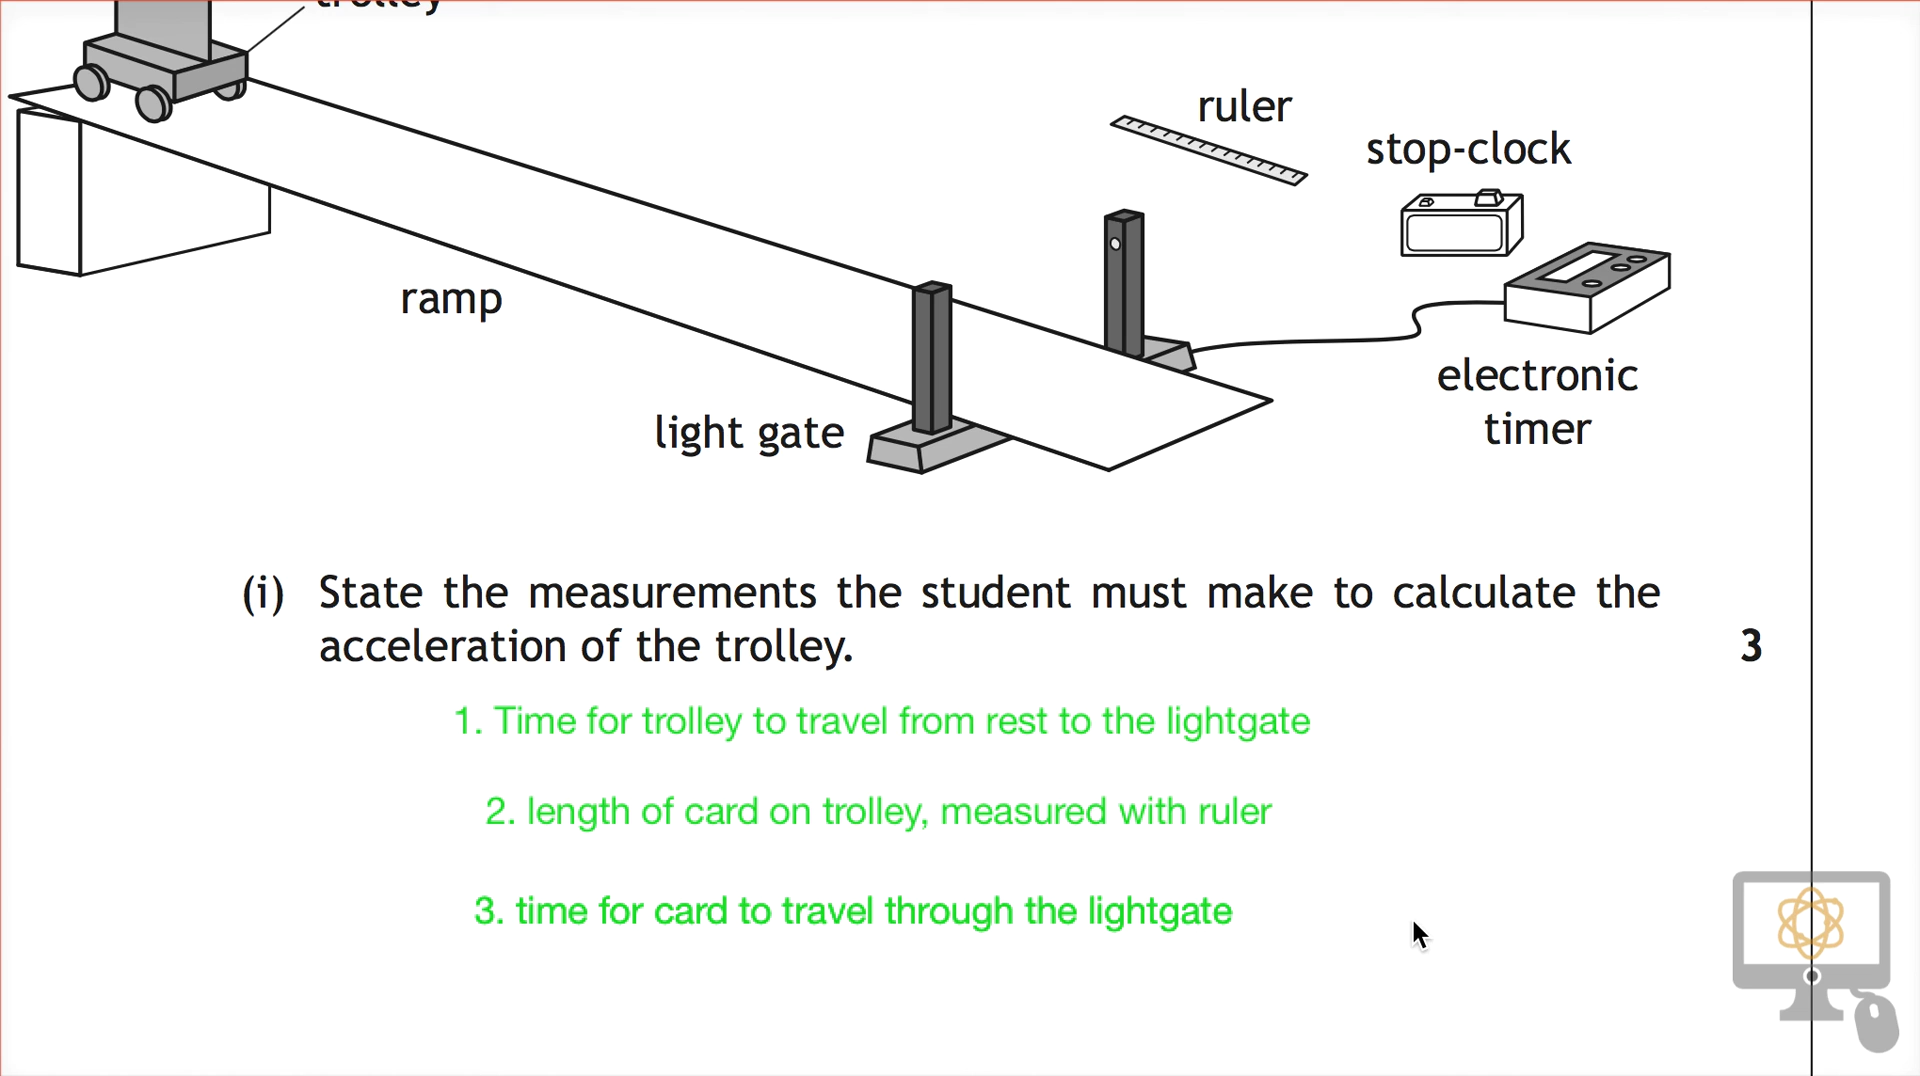 trolley
ruler
stop-clock
ramp
electronic
timer
light gate
(i) State the measurements the student must make to calculate the
acceleration of the trolley. 3
1. Time for trolley to travel from rest to the lightgate
2. length of card on trolley, measured with ruler
3. time for card to travel through the lightgate